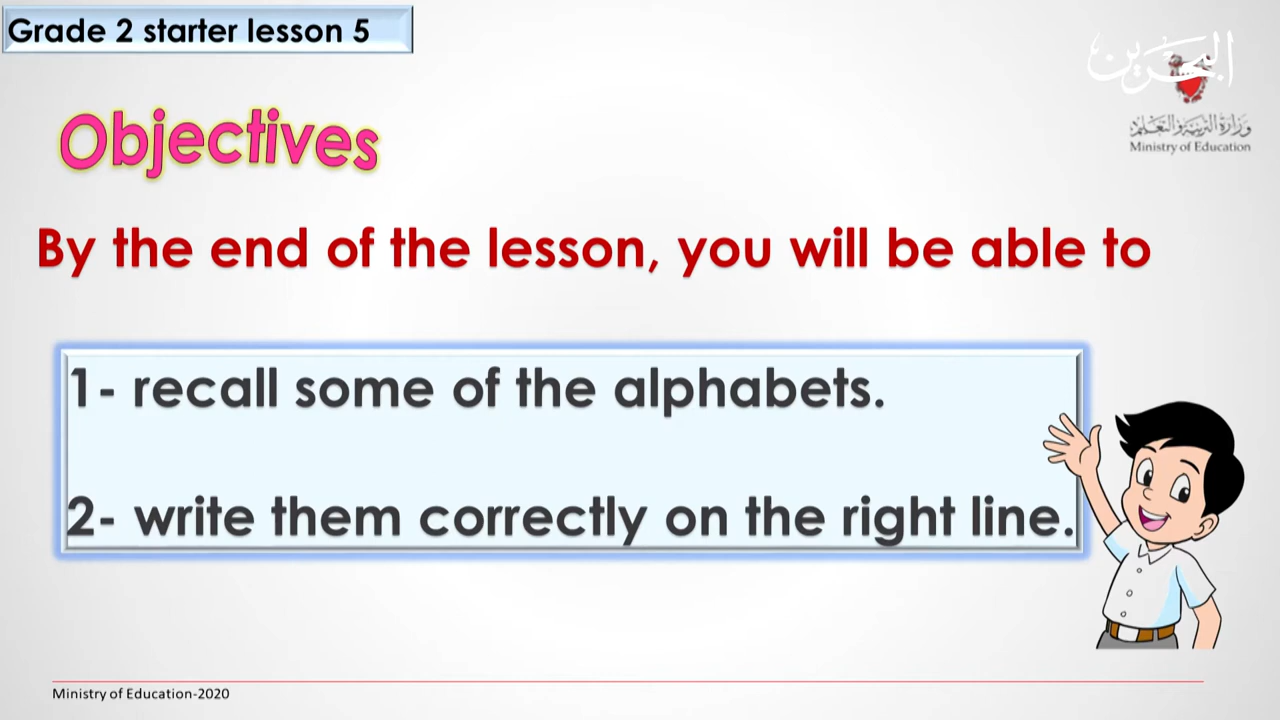 Grade 2 starter lesson 5
البحرين
وزارة التربية والتعليم
Ministry of Education
Objectives
By the end of the lesson, you will be able to
1- recall some of the alphabets.
2- write them correctly on the right line.
Ministry of Education-2020